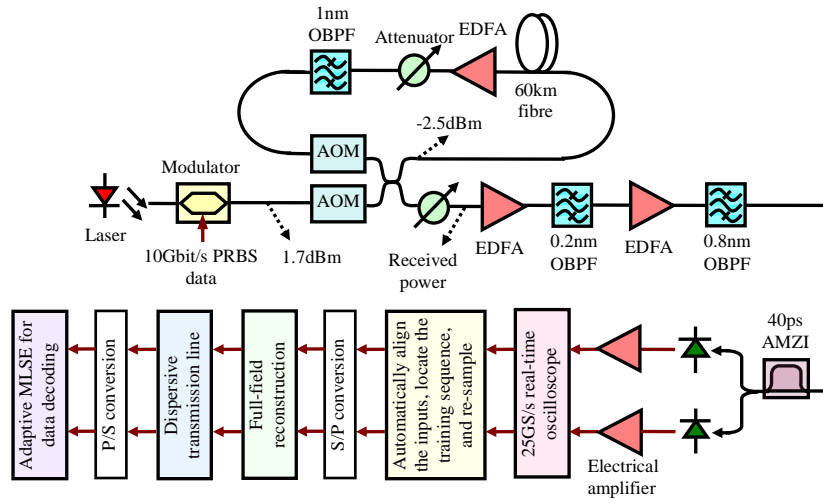 1nm
OBPF
Attenuator
EDFA
60km
fibre
-2.5dBm
AOM
Modulator
AOM
Laser
10Gbit/s PRBS
data
1.7dBm
Received
power
EDFA
0.2nm
OBPF
EDFA
0.8nm
OBPF
Adaptive MLSE for
data decoding
P/S conversion
Dispersive
transmission line
Full-field
reconstruction
S/P conversion
Automatically align
the inputs, locate the
training sequence,
and re-sample
25GS/s real-time
oscilloscope
Electrical
amplifier
40ps
AMZI